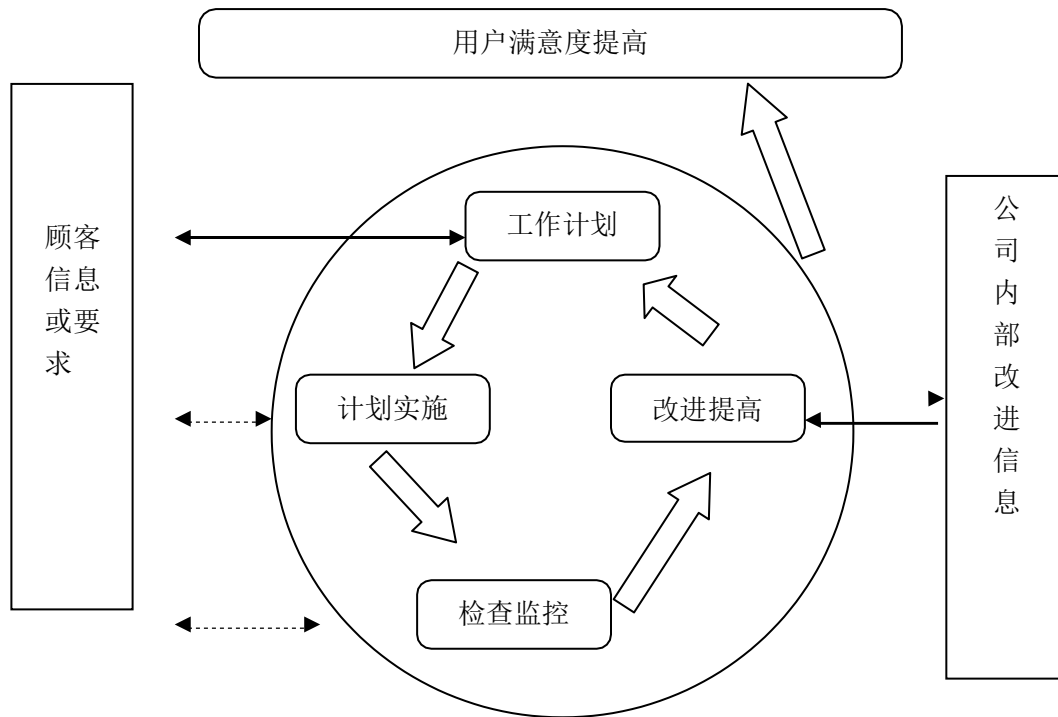 用户满意度提高
顾客
信息
或要
求
工作计划
计划实施
改进提高
检查监控
公
司
内
部
改
进
信
息